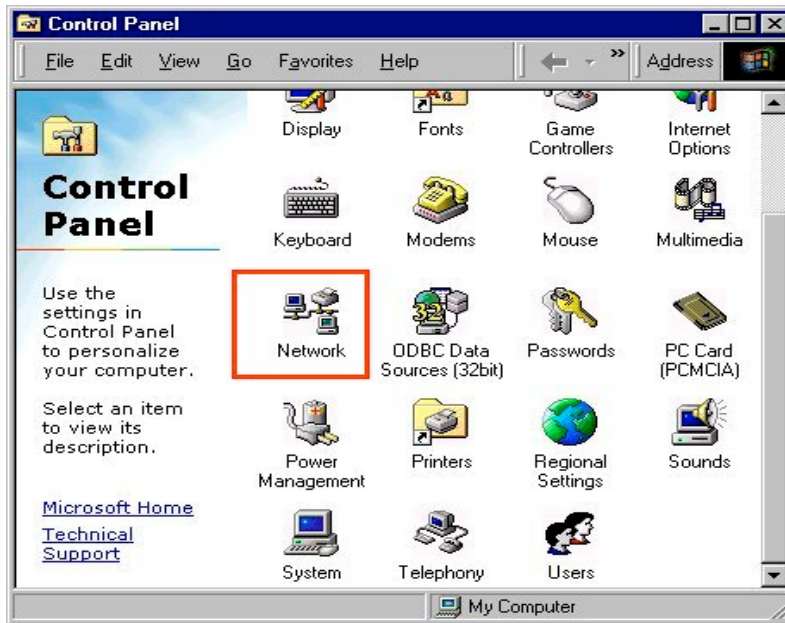 Control Panel
File Edit View Go Favorites Help » Address
Control
Panel
Use the
settings in
Control Panel
to personalize
your computer.
Select an item
to view its
description.
Microsoft Home
Technical
Support
Display
Fonts
Game
Controllers
Internet
Options
Keyboard
Modems
Mouse
Multimedia
Network
32
ODBC Data
Sources (32bit)
Passwords
PC Card
(PCMCIA)
Power
Management
Printers
Regional
Settings
Sounds
System
Telephony
Users
My Computer